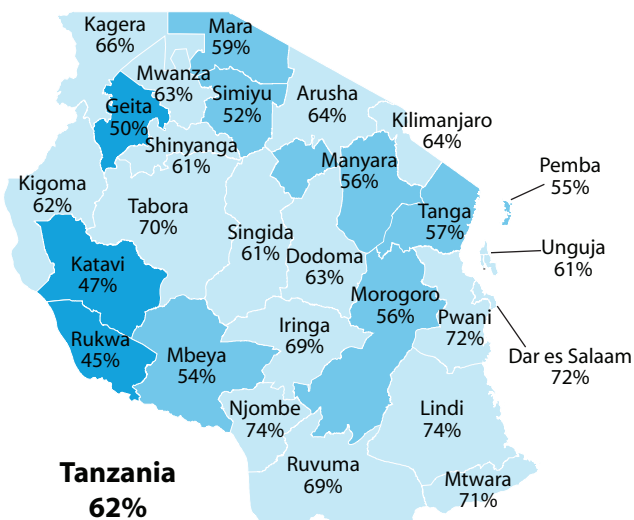 Kagera
66%
Mara
59%
Mwanza
63%
Geita
50%
Simiyu
52%
Arusha
64%
Kilimanjaro
64%
Shinyanga
61%
Manyara
56%
Pemba
55%
Kigoma
62%
Tabora
70%
Tanga
57%
Singida
61%
Dodoma
63%
Unguja
61%
Katavi
47%
Morogoro
56%
Pwani
72%
Rukwa
45%
Mbeya
54%
Iringa
69%
Dar es Salaam
72%
Njombe
74%
Lindi
74%
Ruvuma
69%
Mtwara
71%
Tanzania
62%